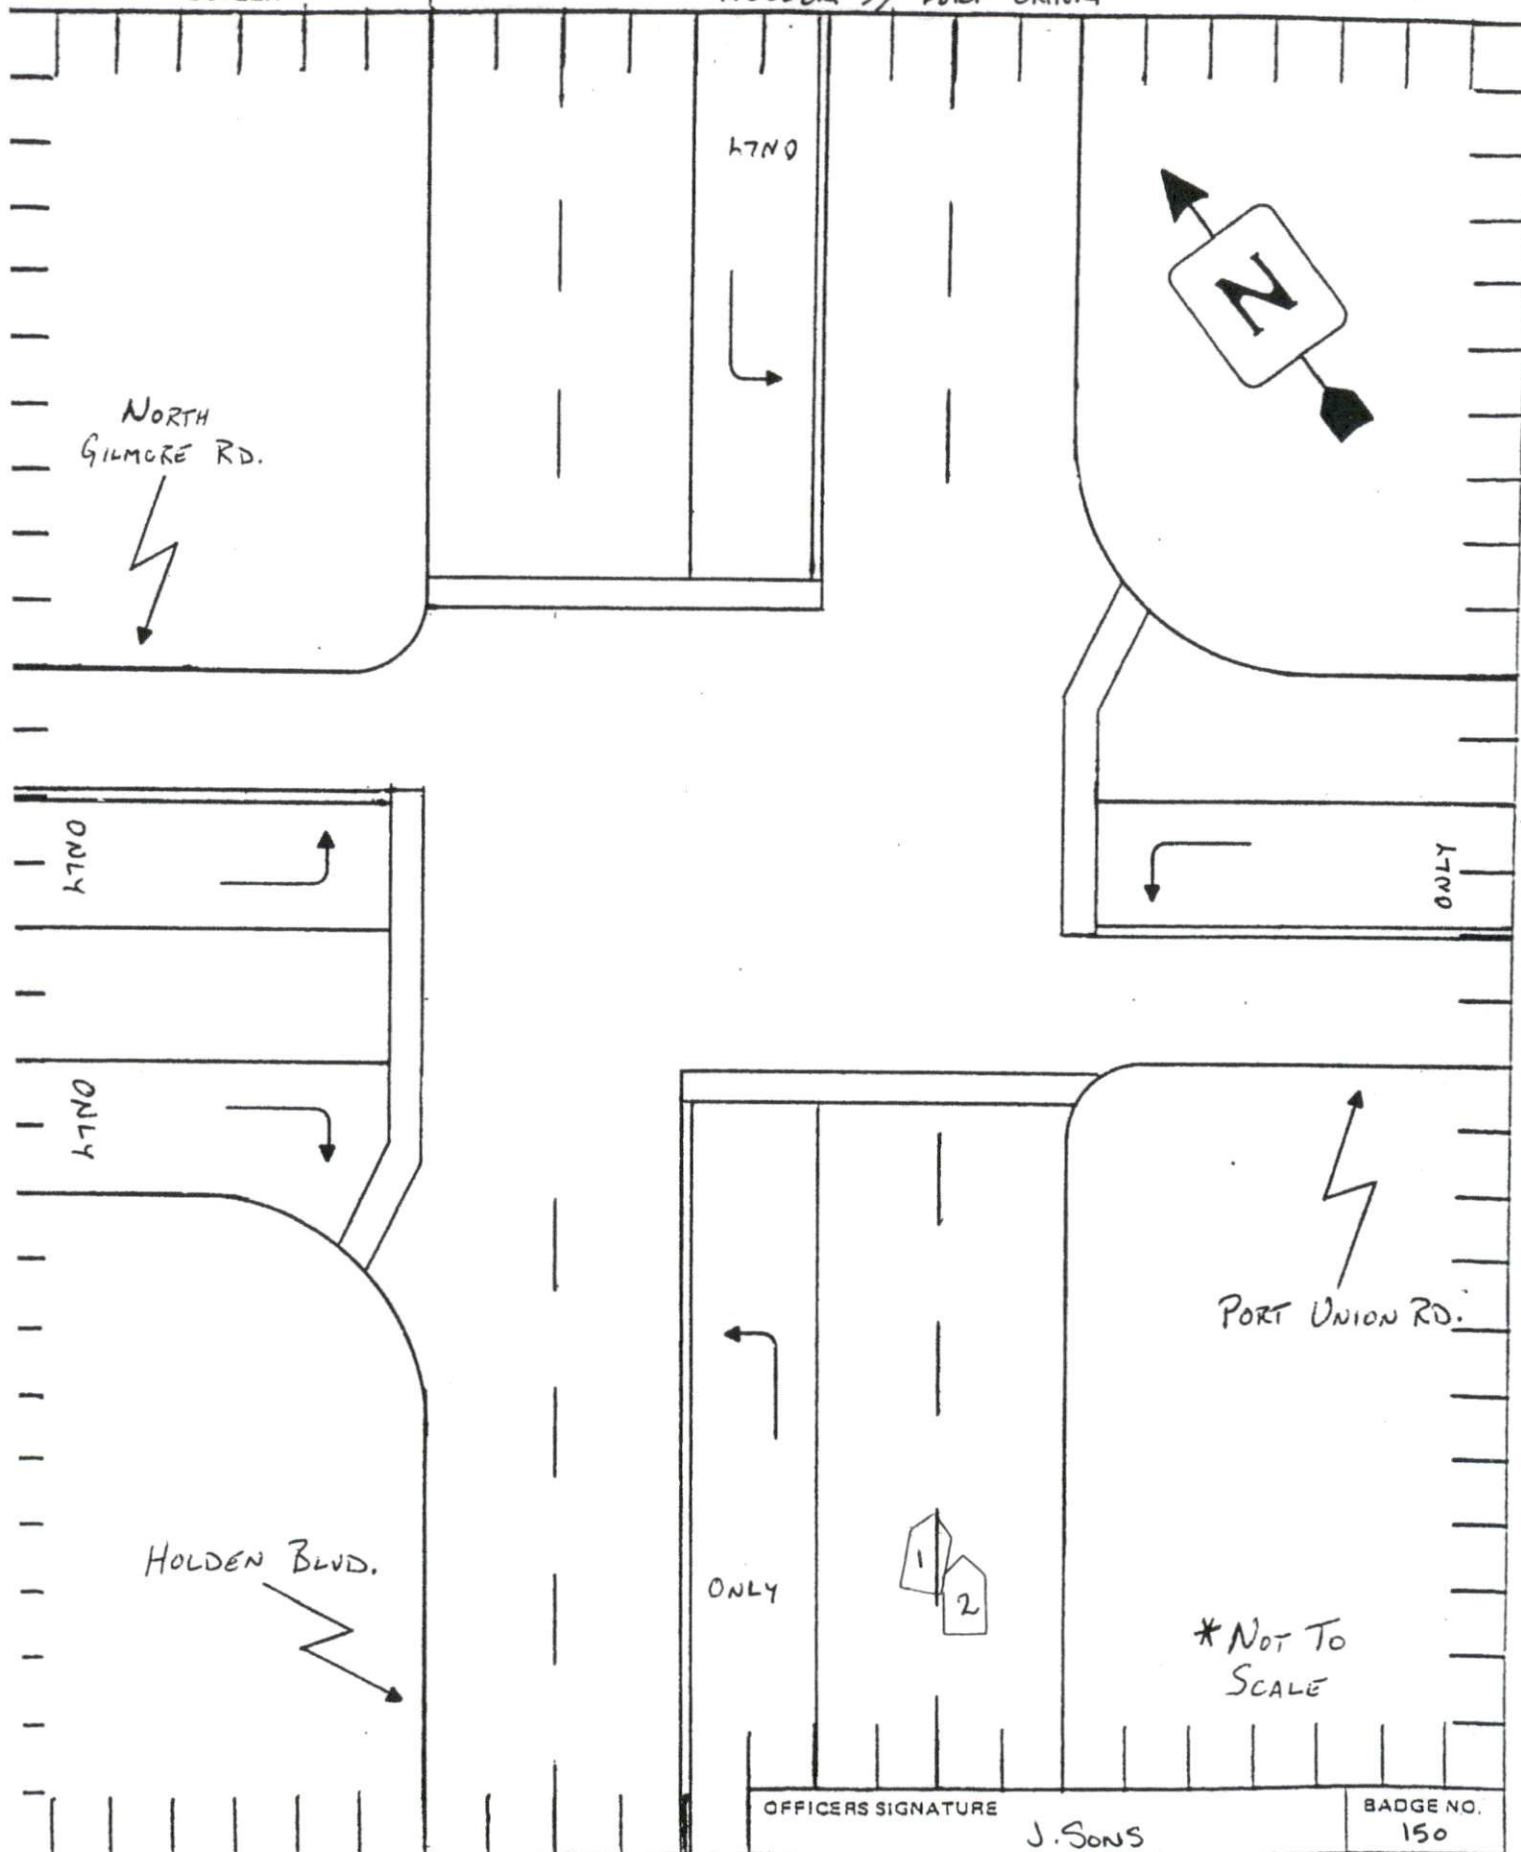 ONLY
N
NORTH
GILMORE RD.
ONLY
ONLY
ONLY
PORT UNION RD.
HOLDEN BLVD.
ONLY
1
2
* NOT TO
SCALE
OFFICERS SIGNATURE
J. SONS
BADGE NO.
150